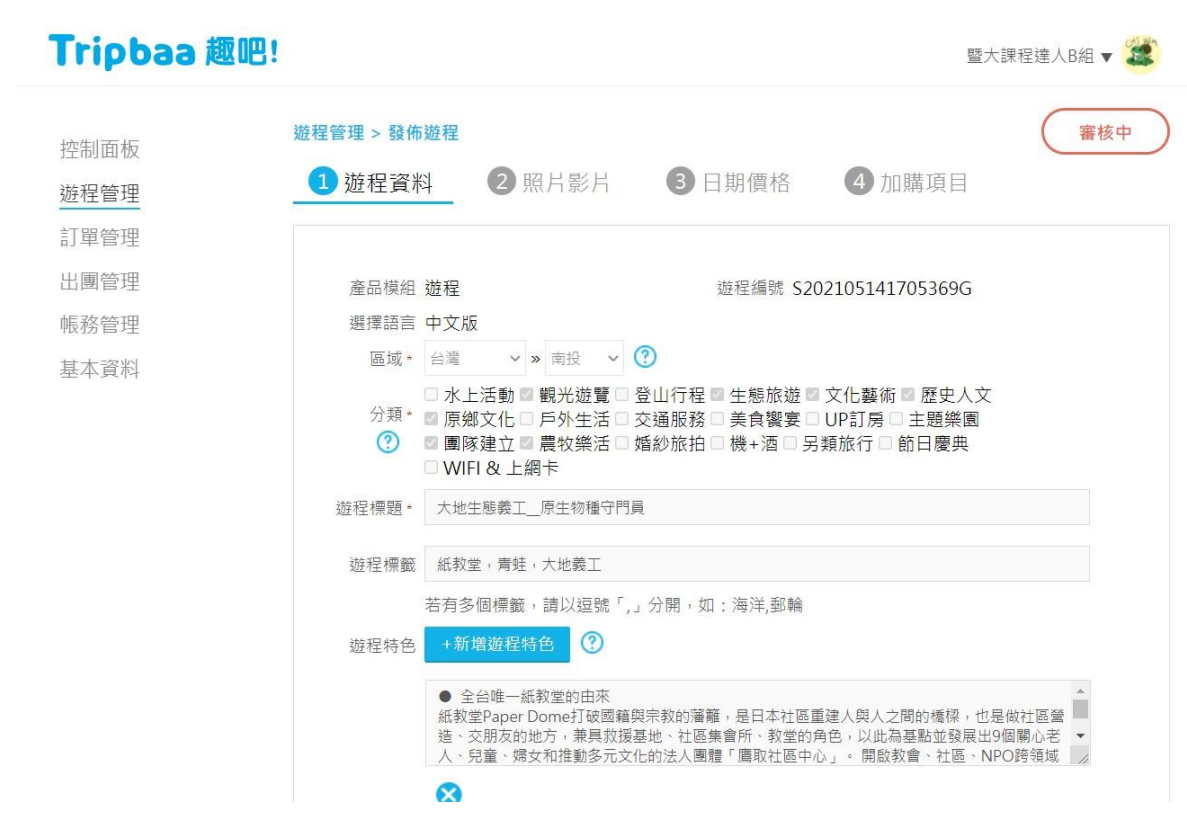 Tripbaa 趣吧!
暨大課程達人B組 ▼
控制面板
遊程管理
訂單管理
出團管理
帳務管理
基本資料
遊程管理 > 發佈遊程
審核中
1 遊程資料 2 照片影片 3 日期價格 4 加購項目
產品模組 遊程 遊程編號 S202105141705369G
選擇語言 中文版
區域 * 台灣 » 南投 ?
分類 * ?
水上活動 觀光遊覽 登山行程 生態旅遊 文化藝術 歷史人文
原鄉文化 戶外生活 交通服務 美食饗宴 UP訂房 主題樂園
團隊建立 農牧樂活 婚紗旅拍 機+酒 另類旅行 節日慶典
WIFI & 上網卡
遊程標題 * 大地生態義工__原生物種守門員
遊程標籤 紙教堂，青蛙，大地義工
若有多個標籤，請以逗號「,」分開，如：海洋,郵輪
遊程特色 +新增遊程特色 ?
● 全台唯一紙教堂的由來
紙教堂Paper Dome打破國籍與宗教的藩籬，是日本社區重建人與人之間的橋樑，也是做社區營
造、交朋友的地方，兼具救援基地、社區集會所、教堂的角色，以此為基點並發展出9個關心老
人、兒童、婦女和推動多元文化的法人團體「鷹取社區中心」。 開啟教會、社區、NPO跨領域